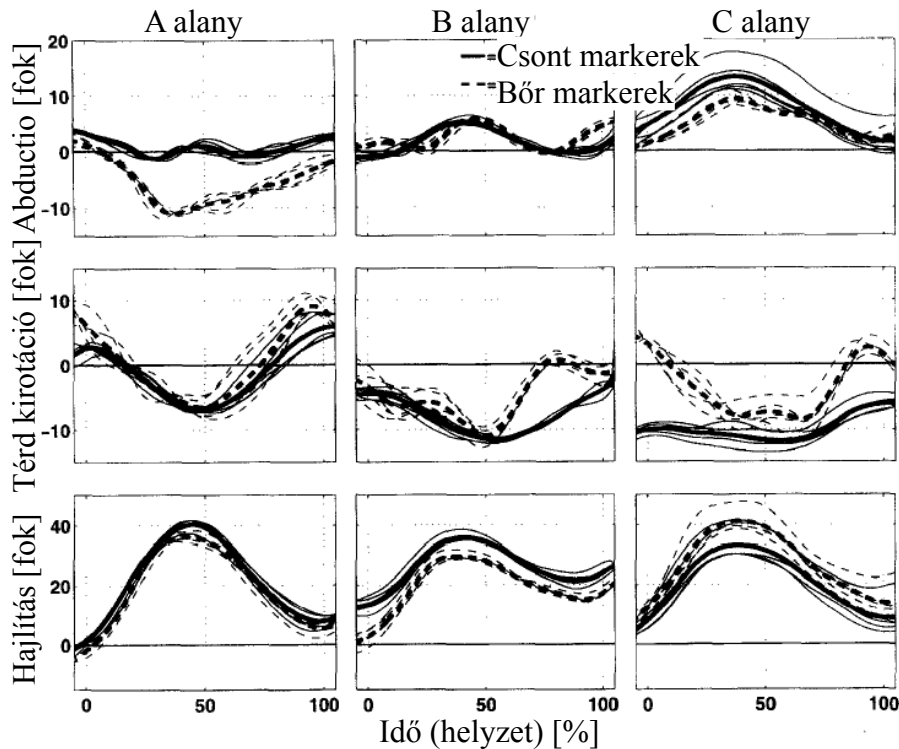 A alany
B alany
C alany
Csont markerek
Bőr markerek
Abductio [fok]
20
10
0
-10
Térd kirotáció [fok]
10
0
-10
Hajlítás [fok]
40
20
0
0
50
100
0
50
100
0
50
100
Idő (helyzet) [%]